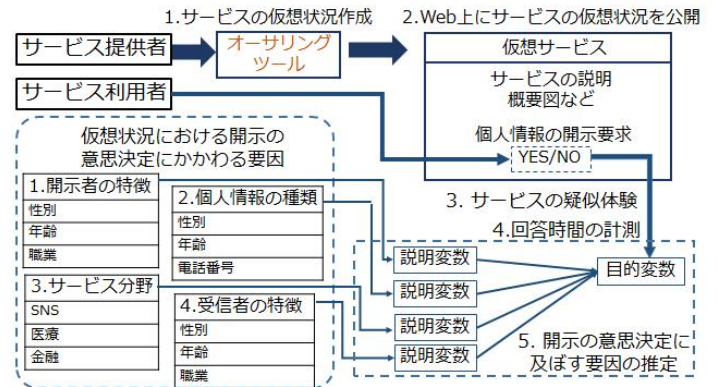 1.サービスの仮想状況作成
2.Web上にサービスの仮想状況を公開
サービス提供者
オーサリング
ツール
仮想サービス
サービスの説明
概要図など
個人情報の開示要求
YES/NO
サービス利用者
仮想状況における開示の
意思決定にかかわる要因
1.開示者の特徴
性別
年齢
職業
2.個人情報の種類
性別
年齢
電話番号
3.サービス分野
SNS
医療
金融
4.受信者の特徴
性別
年齢
職業
3. サービスの疑似体験
4.回答時間の計測
説明変数
説明変数
説明変数
説明変数
目的変数
5. 開示の意思決定に
及ぼす要因の推定